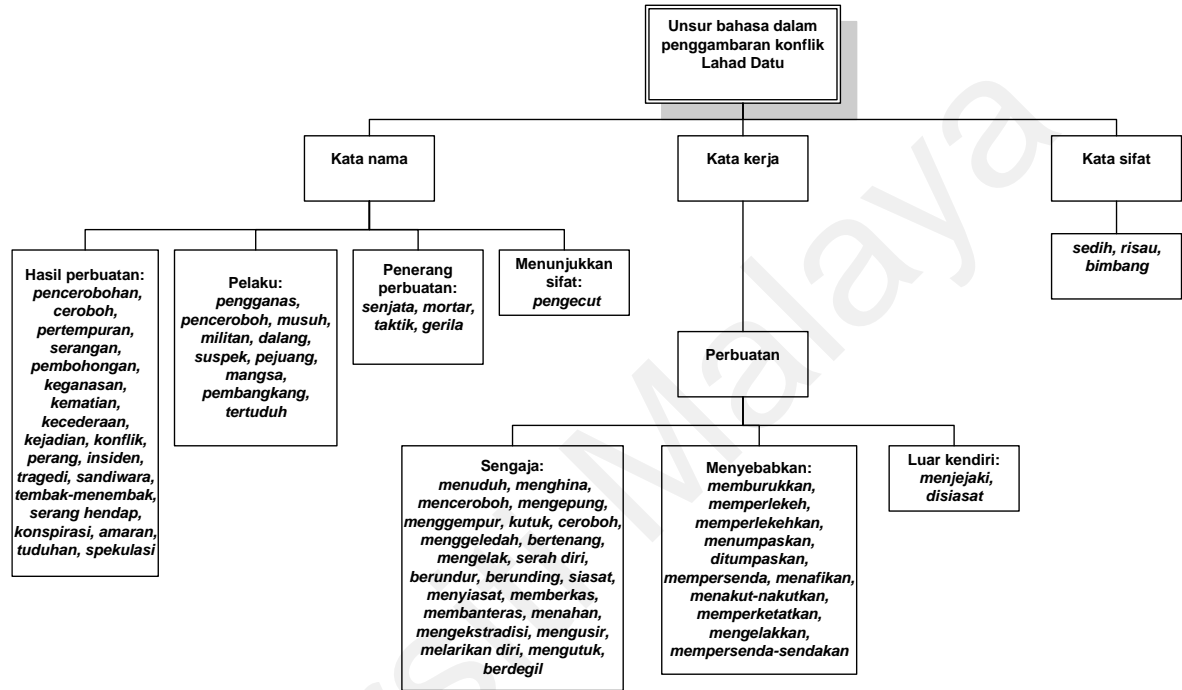 Unsur bahasa dalam
penggambaran konflik
Lahad Datu
Kata nama
Kata kerja
Kata sifat
Hasil perbuatan:
pencerobohan,
ceroboh,
pertempuran,
serangan,
pembohongan,
keganasan,
kematian,
kecederaan,
kejadian, konflik,
perang, insiden,
tragedi, sandiwara,
tembak-menembak,
serang hendap,
konspirasi, amaran,
tuduhan, spekulasi
Pelaku:
pengganas,
penceroboh, musuh,
militan, dalang,
suspek, pejuang,
mangsa,
pembangkang,
tertuduh
Penerang
perbuatan:
senjata, mortar,
taktik, gerila
Menunjukkan
sifat:
pengecut
sedih, risau,
bimbang
Perbuatan
Sengaja:
menuduh, menghina,
menceroboh, mengepung,
menggempur, kutuk, ceroboh,
menggeledah, bertenang,
mengelak, serah diri,
berundur, berunding, siasat,
menyiasat, memberkas,
membanteras, menahan,
mengekstradisi, mengusir,
melarikan diri, mengutuk,
berdegil
Menyebabkan:
memburukkan,
memperlekeh,
memperlekehkan,
menumpaskan,
ditumpaskan,
mempersenda, menafikan,
menakut-nakutkan,
memperketatkan,
mengelakkan,
mempersenda-sendakan
Luar kendiri:
menjejaki,
disiasat
Malaya